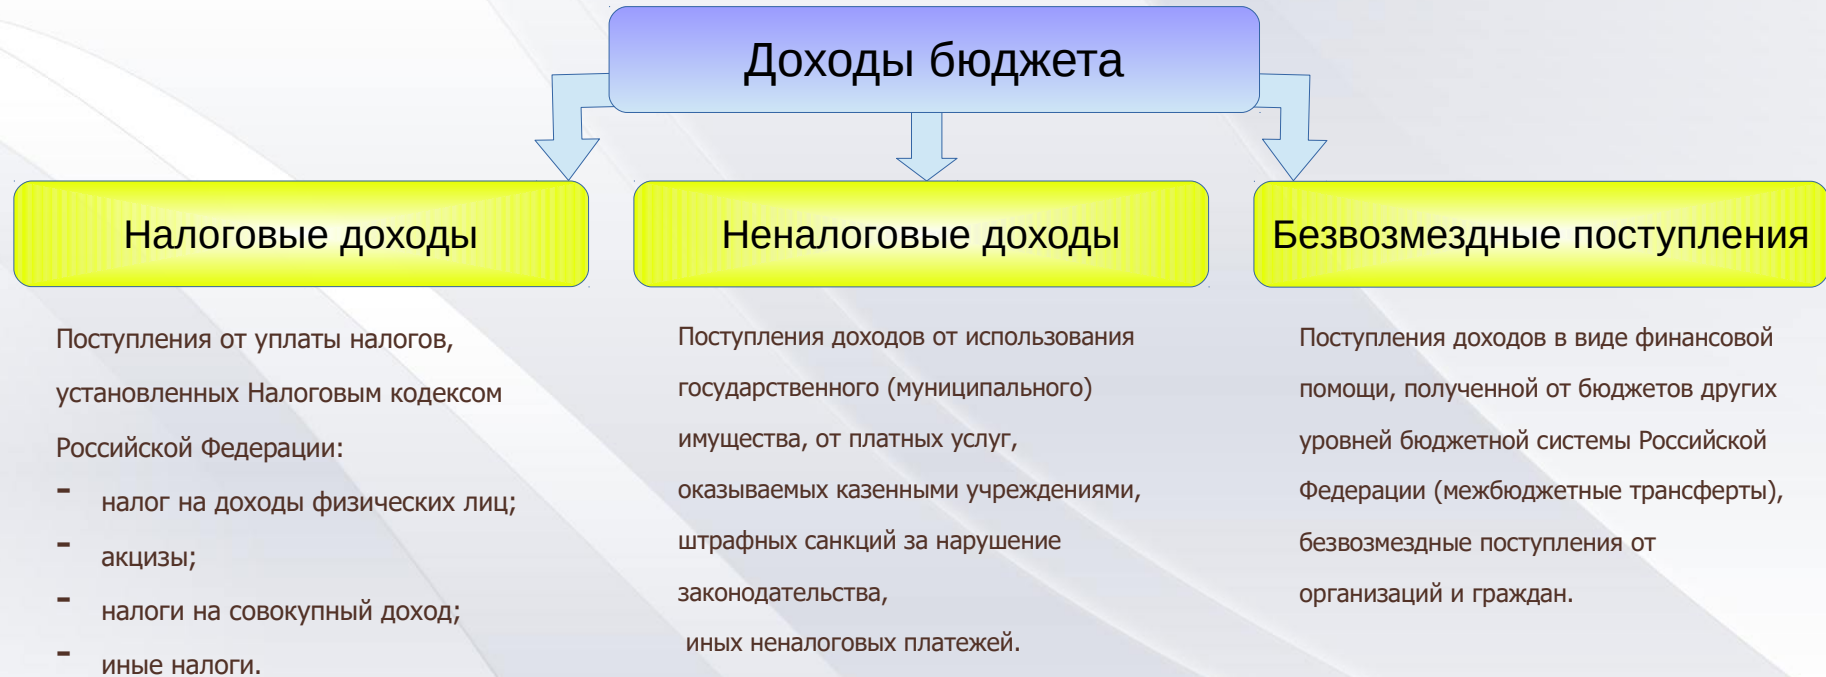 Доходы бюджета
Налоговые доходы
Поступления от уплаты налогов,
установленных Налоговым кодексом
Российской Федерации:
- налог на доходы физических лиц;
- акцизы;
- налоги на совокупный доход;
- иные налоги.
Неналоговые доходы
Поступления доходов от использования
государственного (муниципального)
имущества, от платных услуг,
оказываемых казенными учреждениями,
штрафных санкций за нарушение
законодательства,
иных неналоговых платежей.
Безвозмездные поступления
Поступления доходов в виде финансовой
помощи, полученной от бюджетов других
уровней бюджетной системы Российской
Федерации (межбюджетные трансферты),
безвозмездные поступления от
организаций и граждан.